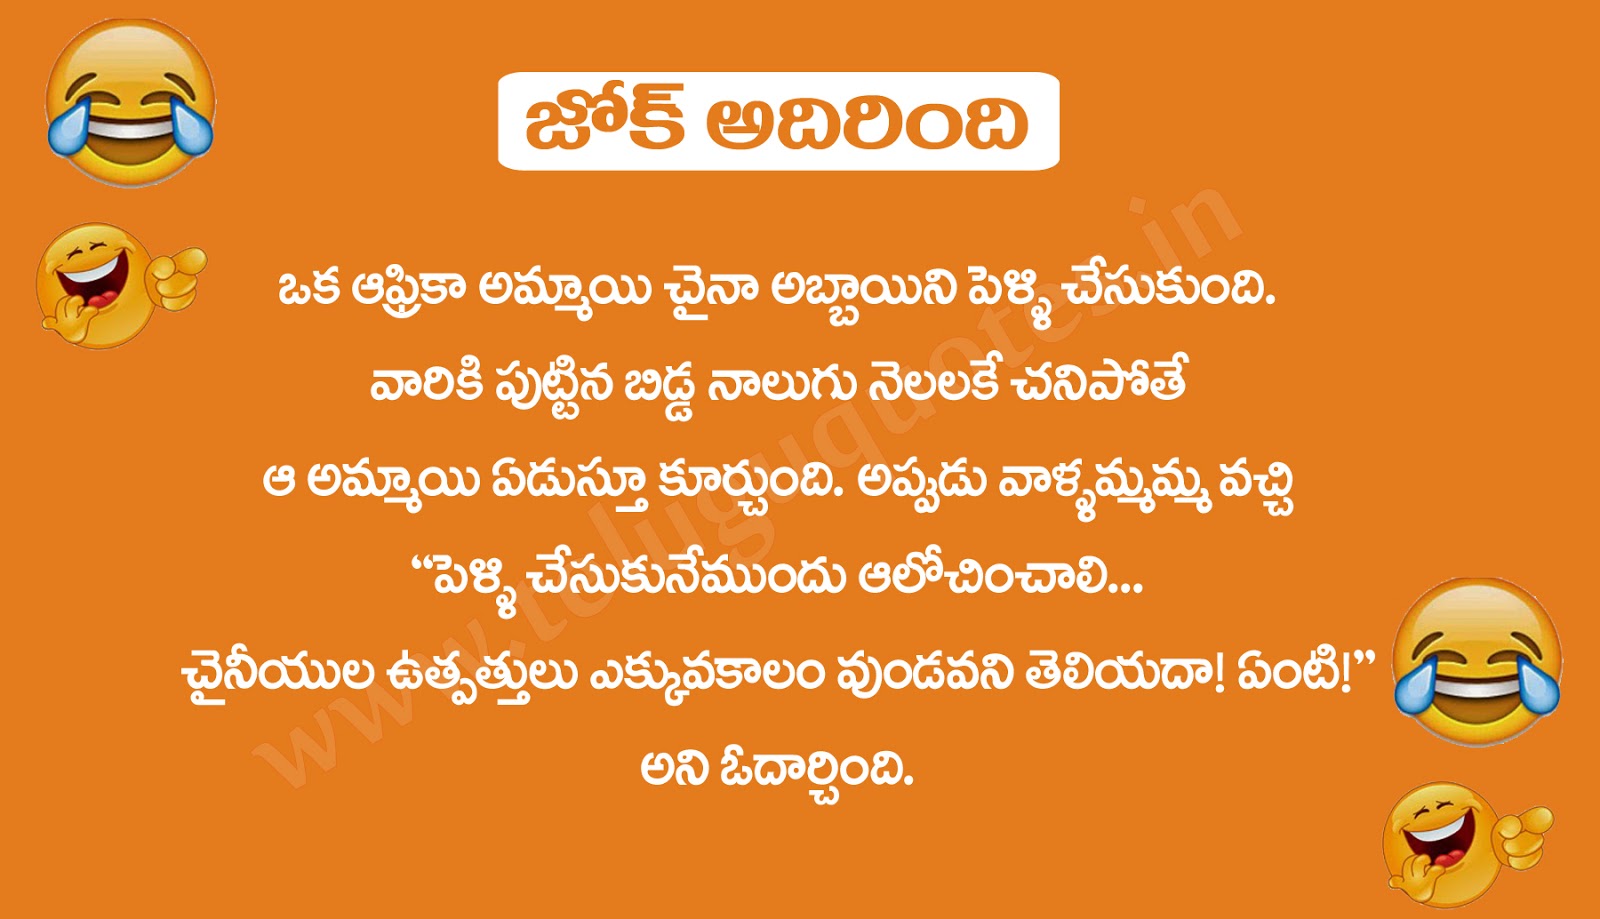 జోక్ అదిరింది
ఒక ఆఫ్రికా అమ్మాయి చైనా అబ్బాయిని పెళ్ళి చేసుకుంది.
వారికి పుట్టిన బిడ్డ నాలుగు నెలలకే చనిపోతే
ఆ అమ్మాయి ఏడుస్తూ కూర్చుంది. అప్పుడు వాళ్ళమ్మమ్మ వచ్చి
“పెళ్ళి చేసుకునేముందు ఆలోచించాలి...
చైనీయుల ఉత్పత్తులు ఎక్కువకాలం వుండవని తెలియదా! ఏంటి!”
అని ఓదార్చింది.
www.teluguquotes.in